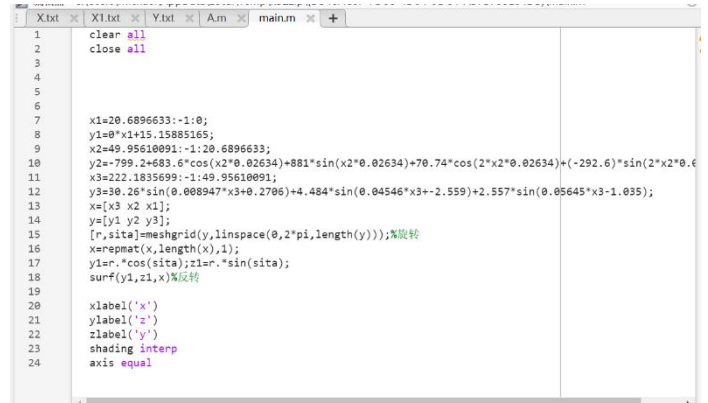 X.txt X1.txt Y.txt A.m main.m +
1 clear all
2 close all
3
4
5
6
7 x1=20.6896633:-1:0;
8 y1=0*x1+15.15885165;
9 x2=49.95610091:-1:20.6896633;
10 y2=-799.2+683.6*cos(x2*0.02634)+881*sin(x2*0.02634)+70.74*cos(2*x2*0.02634)+(-292.6)*sin(2*x2*0.0
11 x3=222.1835699:-1:49.95610091;
12 y3=30.26*sin(0.008947*x3+0.2706)+4.484*sin(0.04546*x3+-2.559)+2.557*sin(0.05645*x3-1.035);
13 x=[x3 x2 x1];
14 y=[y1 y2 y3];
15 [r,sita]=meshgrid(y,linspace(0,2*pi,length(y)));%旋转
16 x=repmat(x,length(x),1);
17 y1=r.*cos(sita);z1=r.*sin(sita);
18 surf(y1,z1,x)%反转
19
20 xlabel('x')
21 ylabel('z')
22 zlabel('y')
23 shading interp
24 axis equal